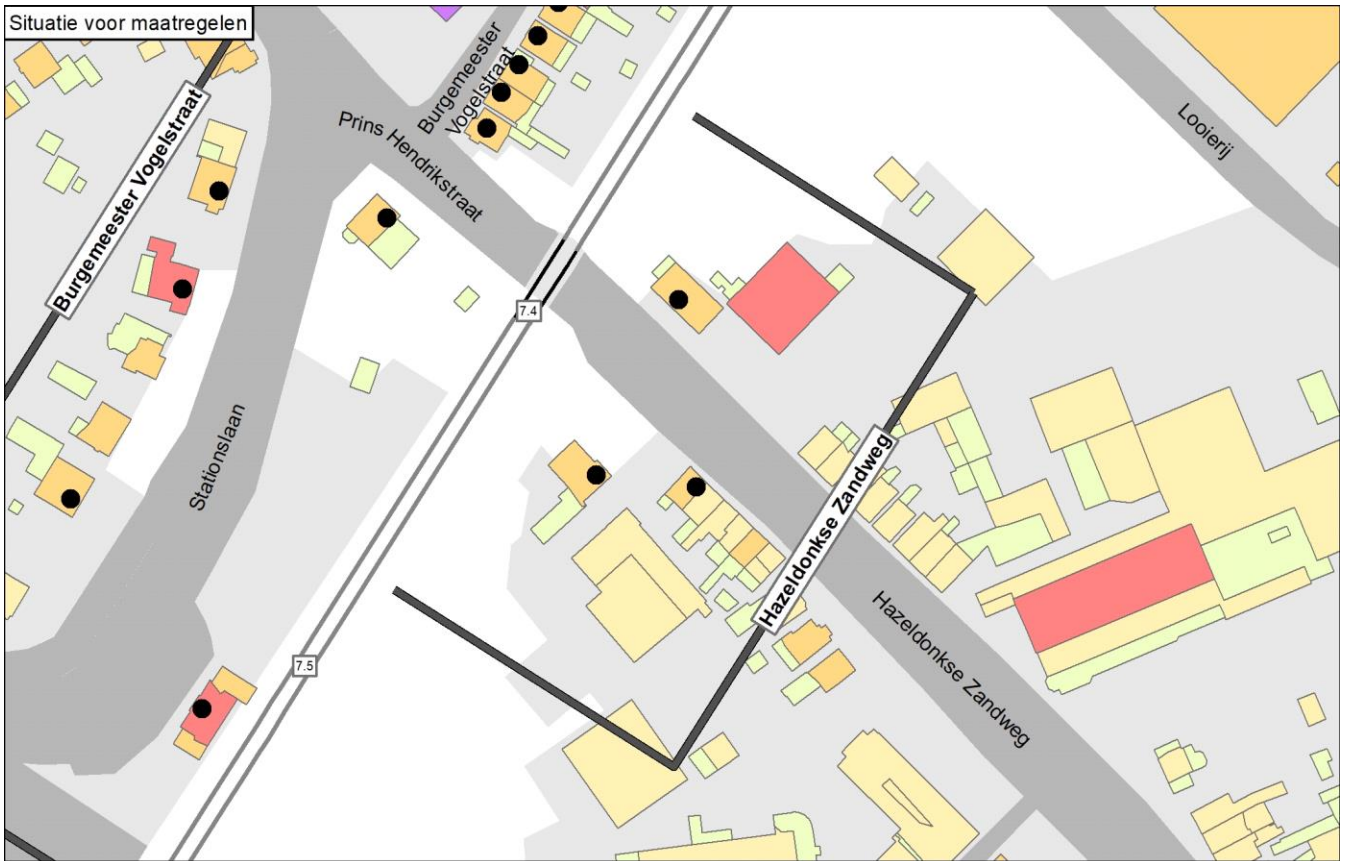 Situatie voor maatregelen
Burgemeester
Vogelstraat
Burgemeester Vogelstraat
Prins Hendrikstraat
Looierij
7.4
Stationslaan
Hazeldonkse Zandweg
Hazeldonkse Zandweg
7.5